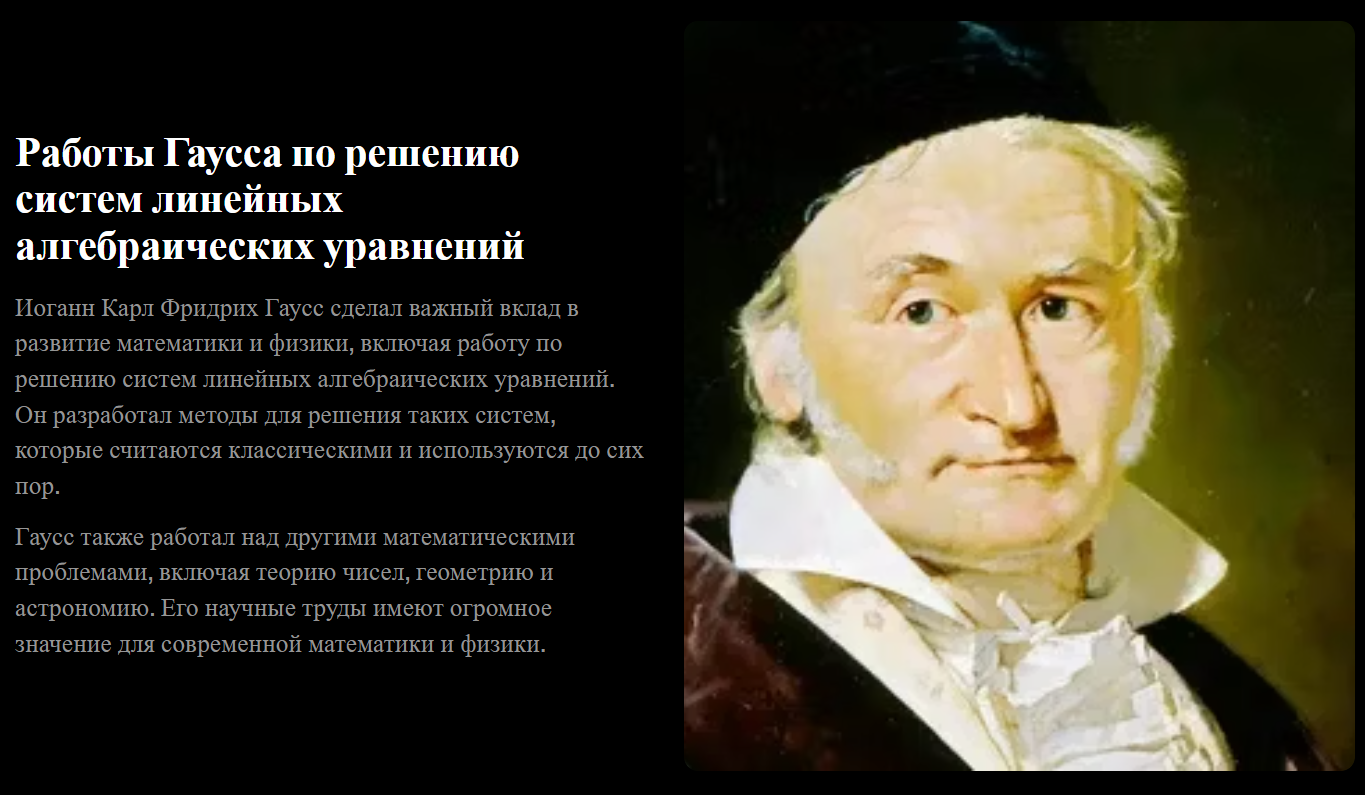 Работы Гаусса по решению
систем линейных
алгебраических уравнений
Иоганн Карл Фридрих Гаусс сделал важный вклад в
развитие математики и физики, включая работу по
решению систем линейных алгебраических уравнений.
Он разработал методы для решения таких систем,
которые считаются классическими и используются до сих
пор.
Гаусс также работал над другими математическими
проблемами, включая теорию чисел, геометрию и
астрономию. Его научные труды имеют огромное
значение для современной математики и физики.